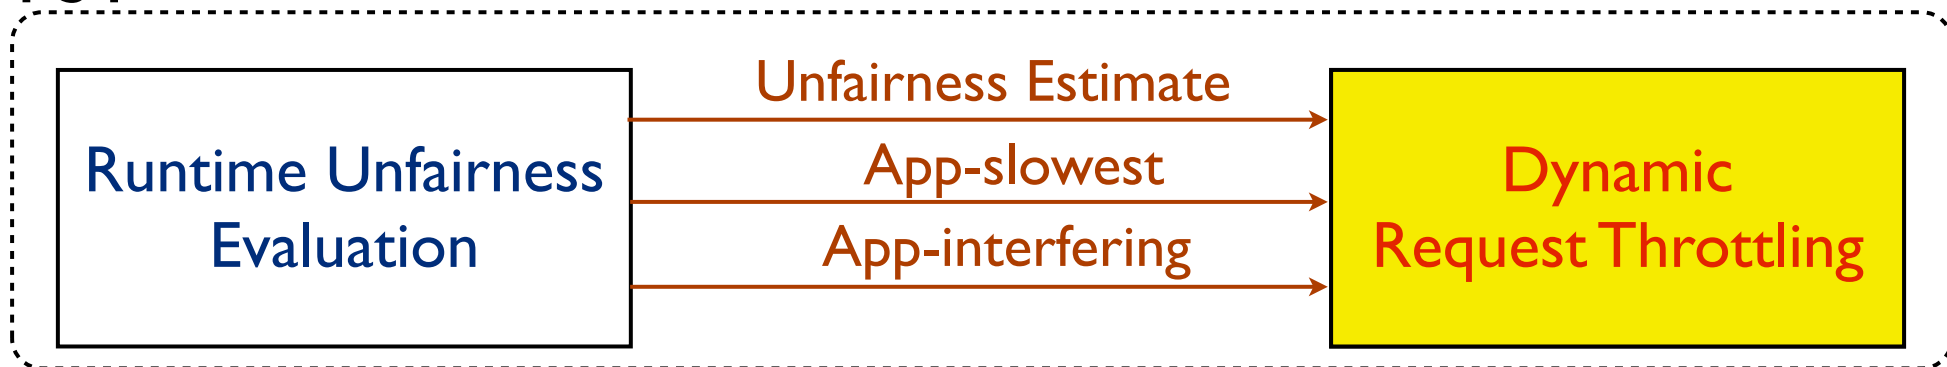 Unfairness Estimate
Runtime Unfairness
Evaluation
App-slowest
App-interfering
Dynamic
Request Throttling